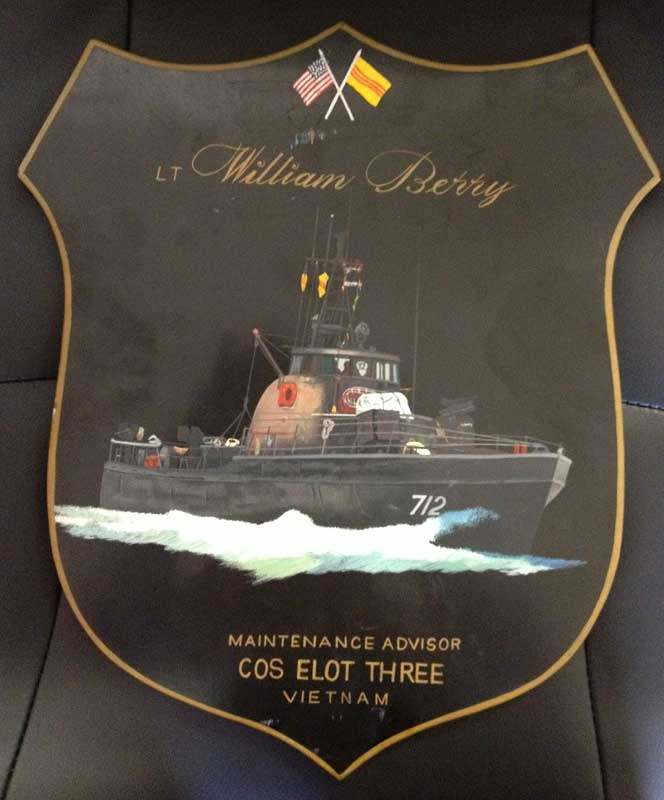 LT William Berry
712
MAINTENANCE ADVISOR
COS ELOT THREE
VIETNAM